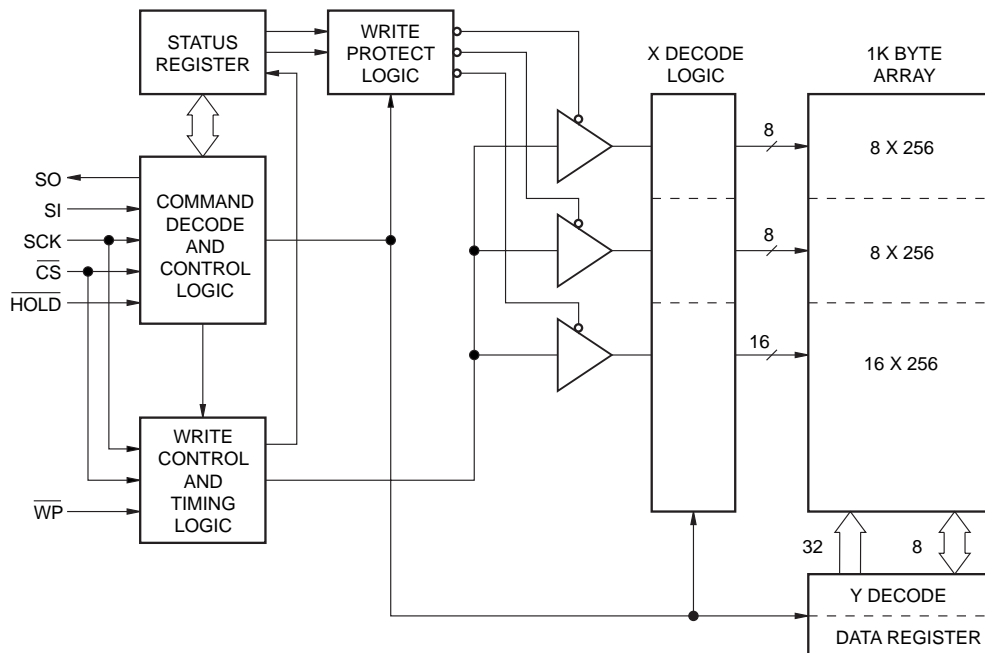 STATUS
REGISTER
WRITE
PROTECT
LOGIC
X DECODE
LOGIC
1K BYTE
ARRAY
8
8 X 256
SO
SI
SCK
CS
HOLD
COMMAND
DECODE
AND
CONTROL
LOGIC
8
8 X 256
16
16 X 256
WRITE
CONTROL
AND
TIMING
LOGIC
WP
32
8
Y DECODE
DATA REGISTER